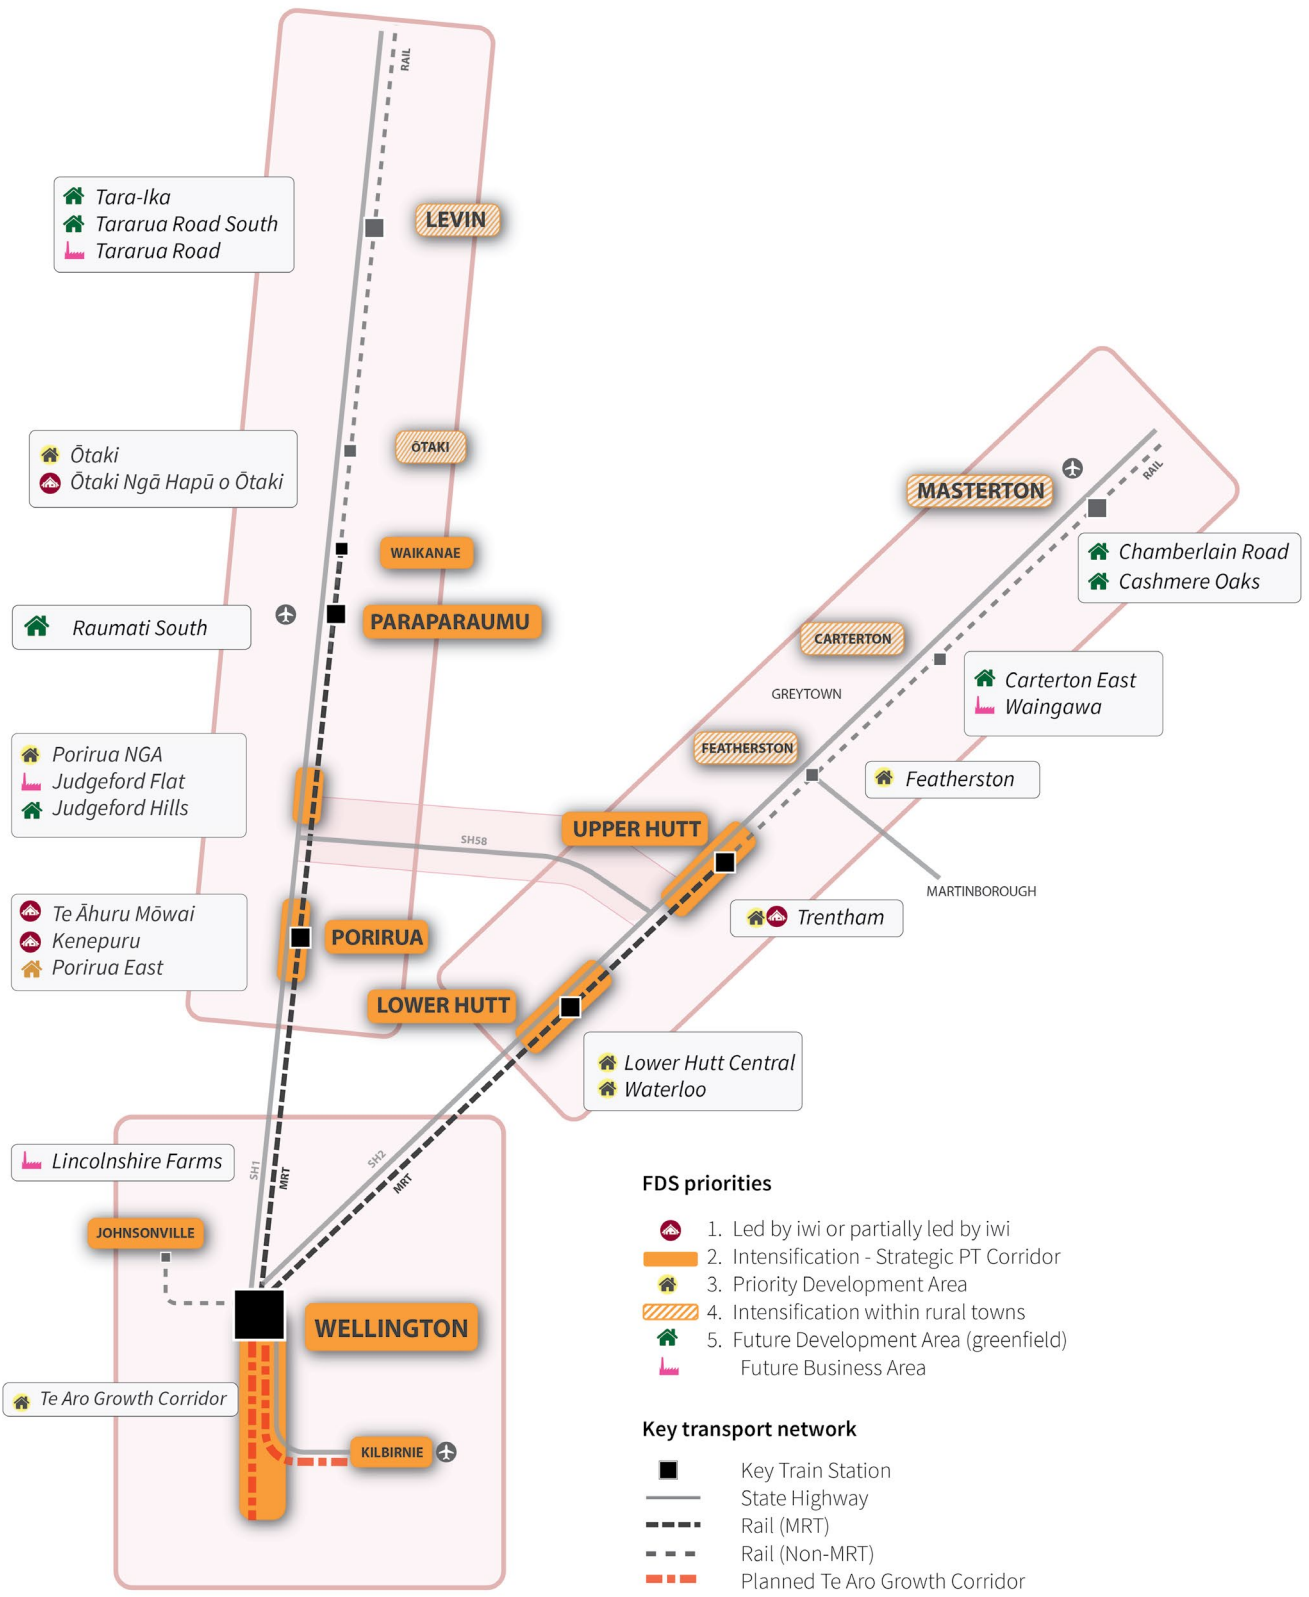 RAIL
Tara-Ika
Tararua Road South
Tararua Road
LEVIN
Ōtaki
Ōtaki Ngā Hapū o Ōtaki
ŌTAKI
WAIKANAE
Raumati South
PARAPARAUMU
MASTERTON
RAIL
Chamberlain Road
Cashmere Oaks
CARTERTON
Carterton East
Waingawa
GREYTOWN
FEATHERSTON
Featherston
Porirua NGA
Judgeford Flat
Judgeford Hills
SH58
UPPER HUTT
MARTINBOROUGH
Trentham
Te Āhuru Mōwai
Kenepuru
Porirua East
PORIRUA
LOWER HUTT
Lower Hutt Central
Waterloo
Lincolnshire Farms
SH1
MRT
SH2
MRT
JOHNSONVILLE
WELLINGTON
Te Aro Growth Corridor
KILBIRNIE
FDS priorities
1. Led by iwi or partially led by iwi
2. Intensification - Strategic PT Corridor
3. Priority Development Area
4. Intensification within rural towns
5. Future Development Area (greenfield)
Future Business Area
Key transport network
Key Train Station
State Highway
Rail (MRT)
Rail (Non-MRT)
Planned Te Aro Growth Corridor